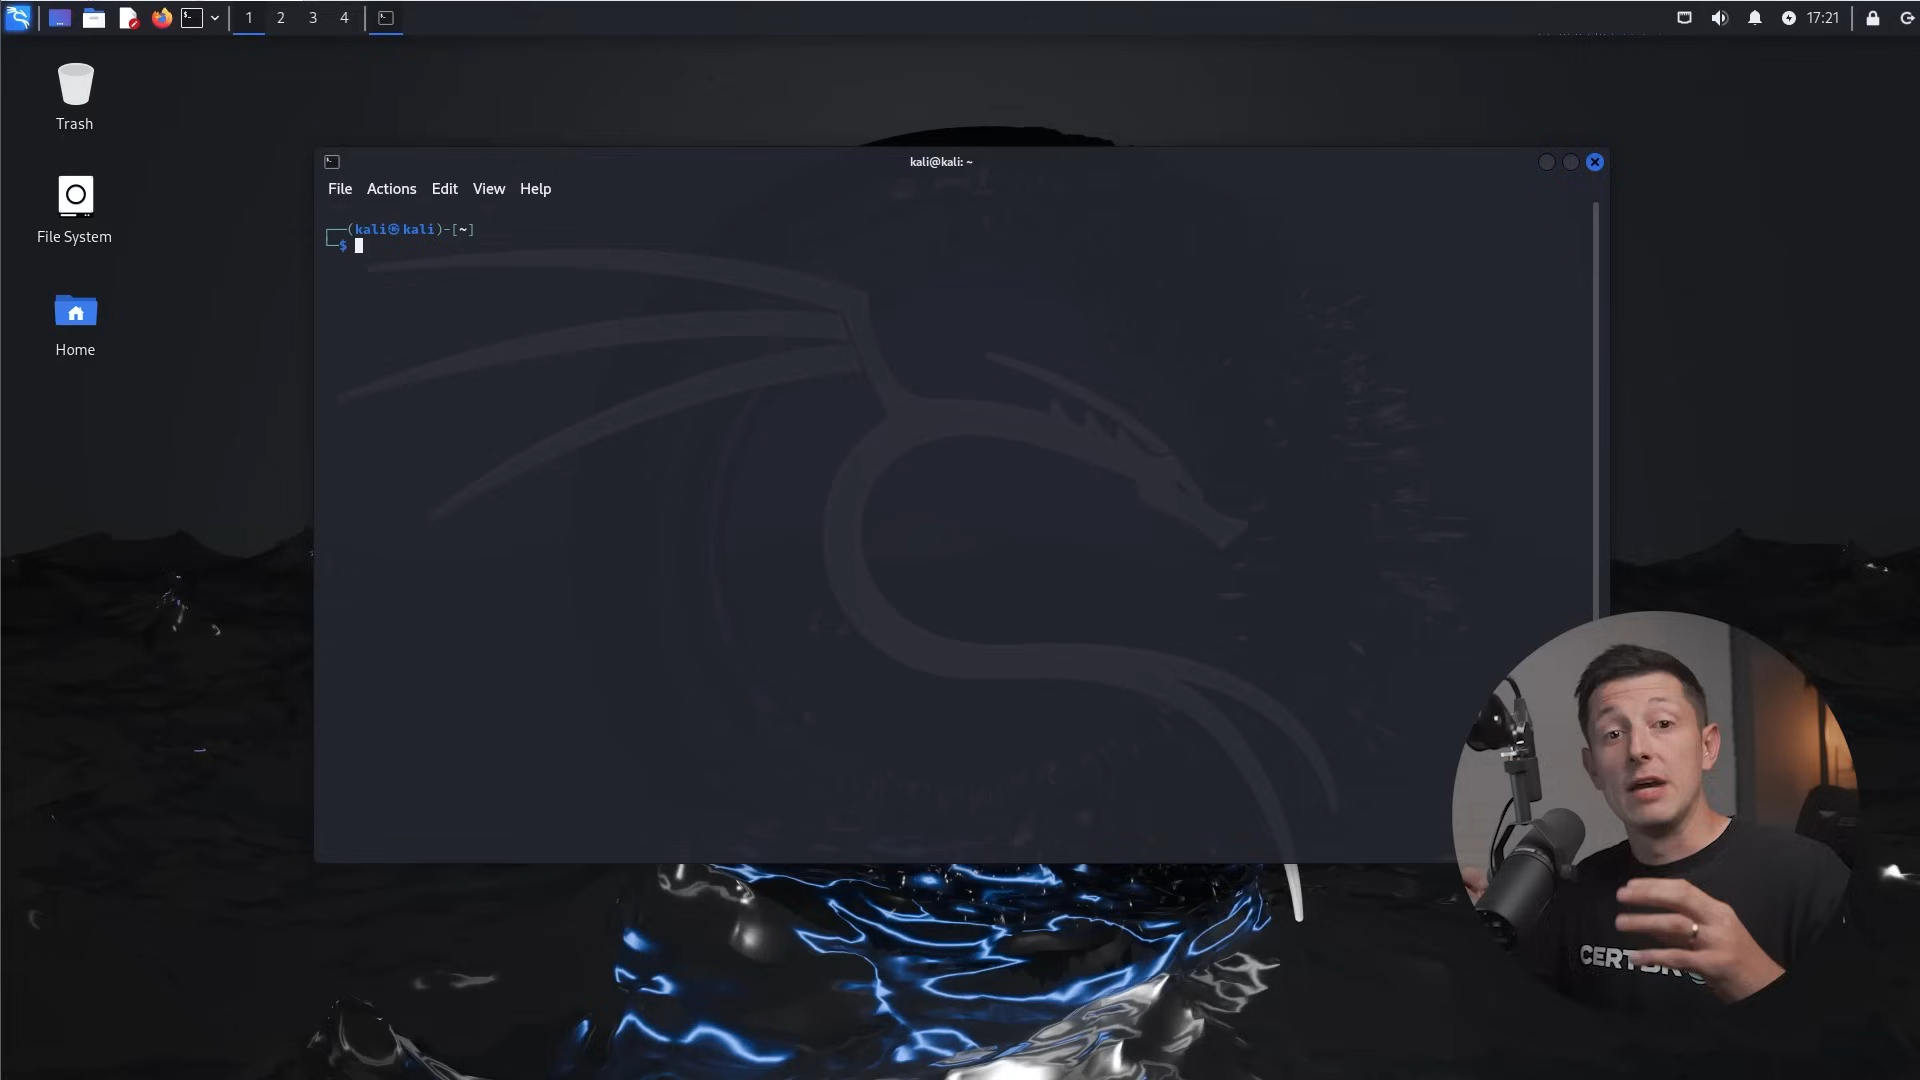 1 2 3 4
17:21
Trash
File System
Home
kali@kali: ~
File Actions Edit View Help
┌──(kali㉿kali)-[~]
└─$